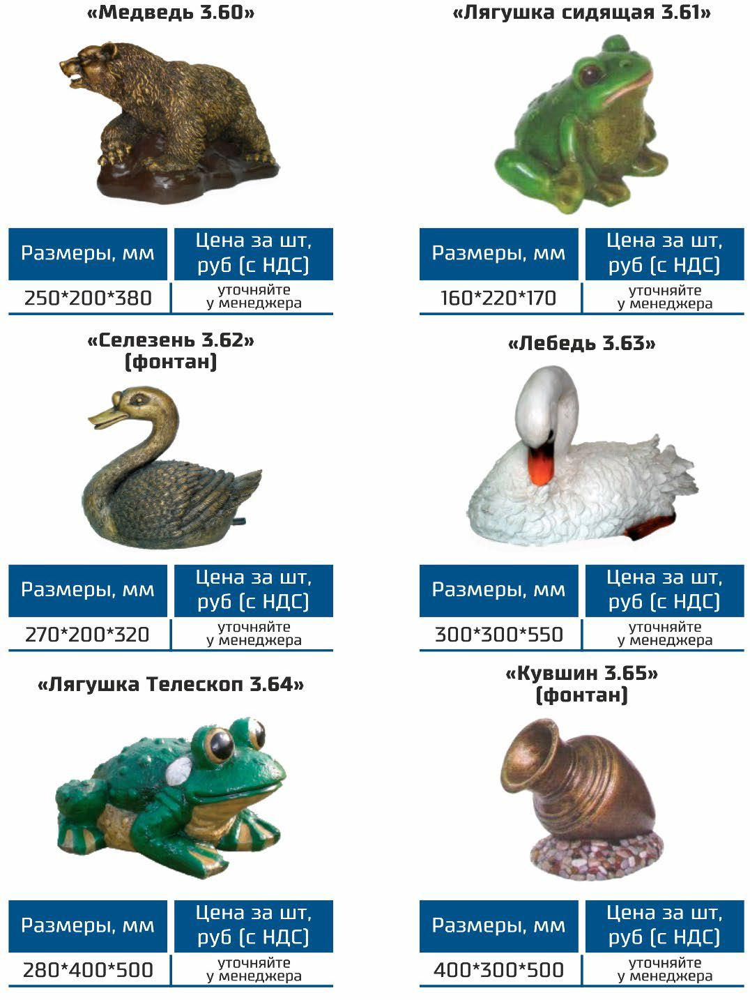 «Медведь 3.60»
Размеры, мм
Цена за шт,
руб (с НДС)
250*200*380
уточняйте
у менеджера
«Лягушка сидящая 3.61»
Размеры, мм
Цена за шт,
руб (с НДС)
160*220*170
уточняйте
у менеджера
«Селезень 3.62»
(фонтан)
Размеры, мм
Цена за шт,
руб (с НДС)
270*200*320
уточняйте
у менеджера
«Лебедь 3.63»
Размеры, мм
Цена за шт,
руб (с НДС)
300*300*550
уточняйте
у менеджера
«Лягушка Телескоп 3.64»
Размеры, мм
Цена за шт,
руб (с НДС)
280*400*500
уточняйте
у менеджера
«Кувшин 3.65»
(фонтан)
Размеры, мм
Цена за шт,
руб (с НДС)
400*300*500
уточняйте
у менеджера